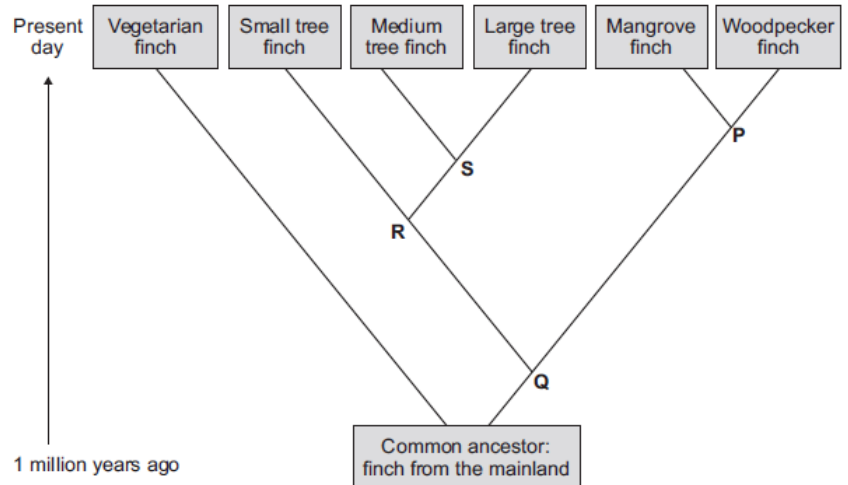 Present
day
Vegetarian
finch
Small tree
finch
Medium
tree finch
Large tree
finch
Mangrove
finch
Woodpecker
finch
P
S
R
Q
Common ancestor:
finch from the mainland
1 million years ago